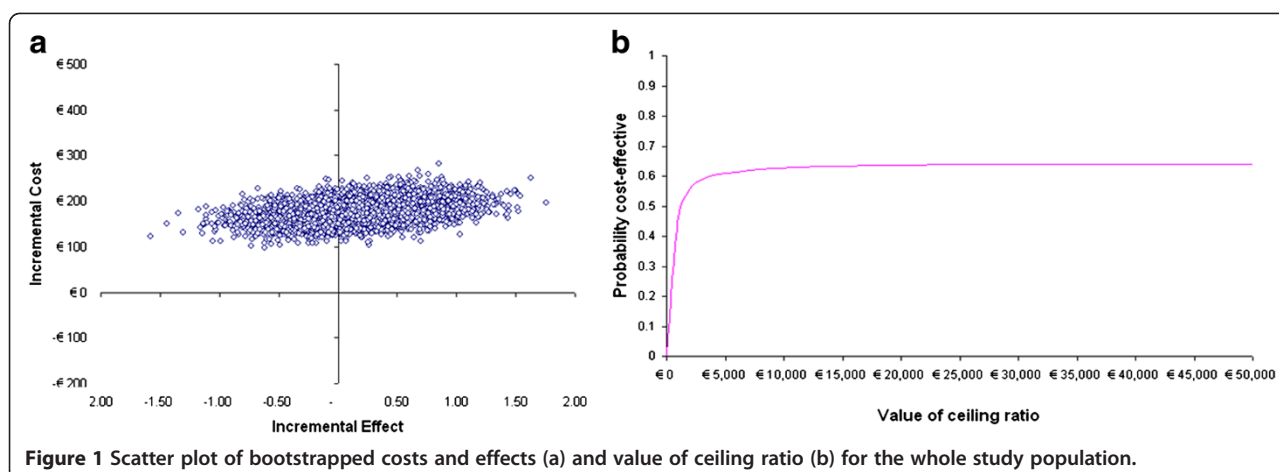 a
€ 500
€ 400
€ 300
€ 200
€ 100
€ 0
-€ 100
-€ 200
Incremental Cost
2.00 -1.50 -1.00 -0.50 - 0.50 1.00 1.50 2.00
Incremental Effect
b
1
0.9
0.8
0.7
0.6
0.5
0.4
0.3
0.2
0.1
0
Probability cost-effective
€ 0 € 5,000 € 10,000 € 15,000 € 20,000 € 25,000 € 30,000 € 35,000 € 40,000 € 45,000 € 50,000
Value of ceiling ratio
Figure 1 Scatter plot of bootstrapped costs and effects (a) and value of ceiling ratio (b) for the whole study population.